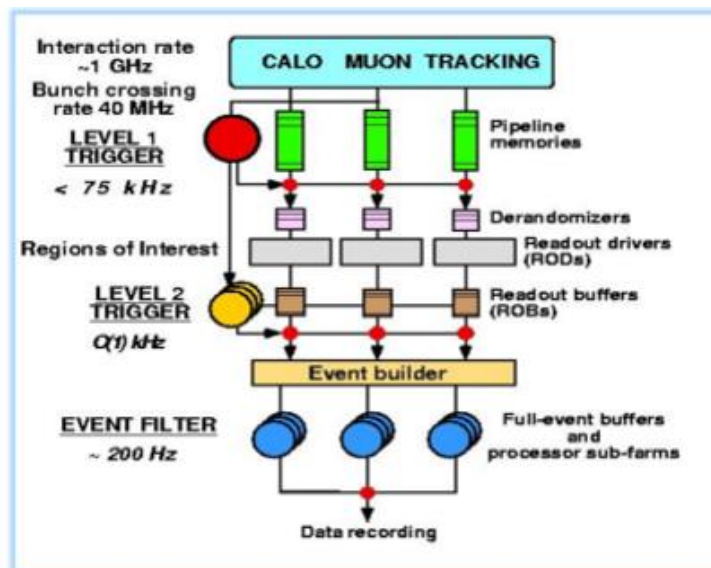 Interaction rate
~1 GHz
CALO MUON TRACKING
Bunch crossing
rate 40 MHz
Pipeline
memories
LEVEL 1
TRIGGER
< 75 kHz
Derandomizers
Regions of Interest
Readout drivers
(RODs)
LEVEL 2
TRIGGER
Readout buffers
(ROBs)
O(1) kHz
Event builder
EVENT FILTER
~ 200 Hz
Full-event buffers
and
processor sub-farms
Data recording